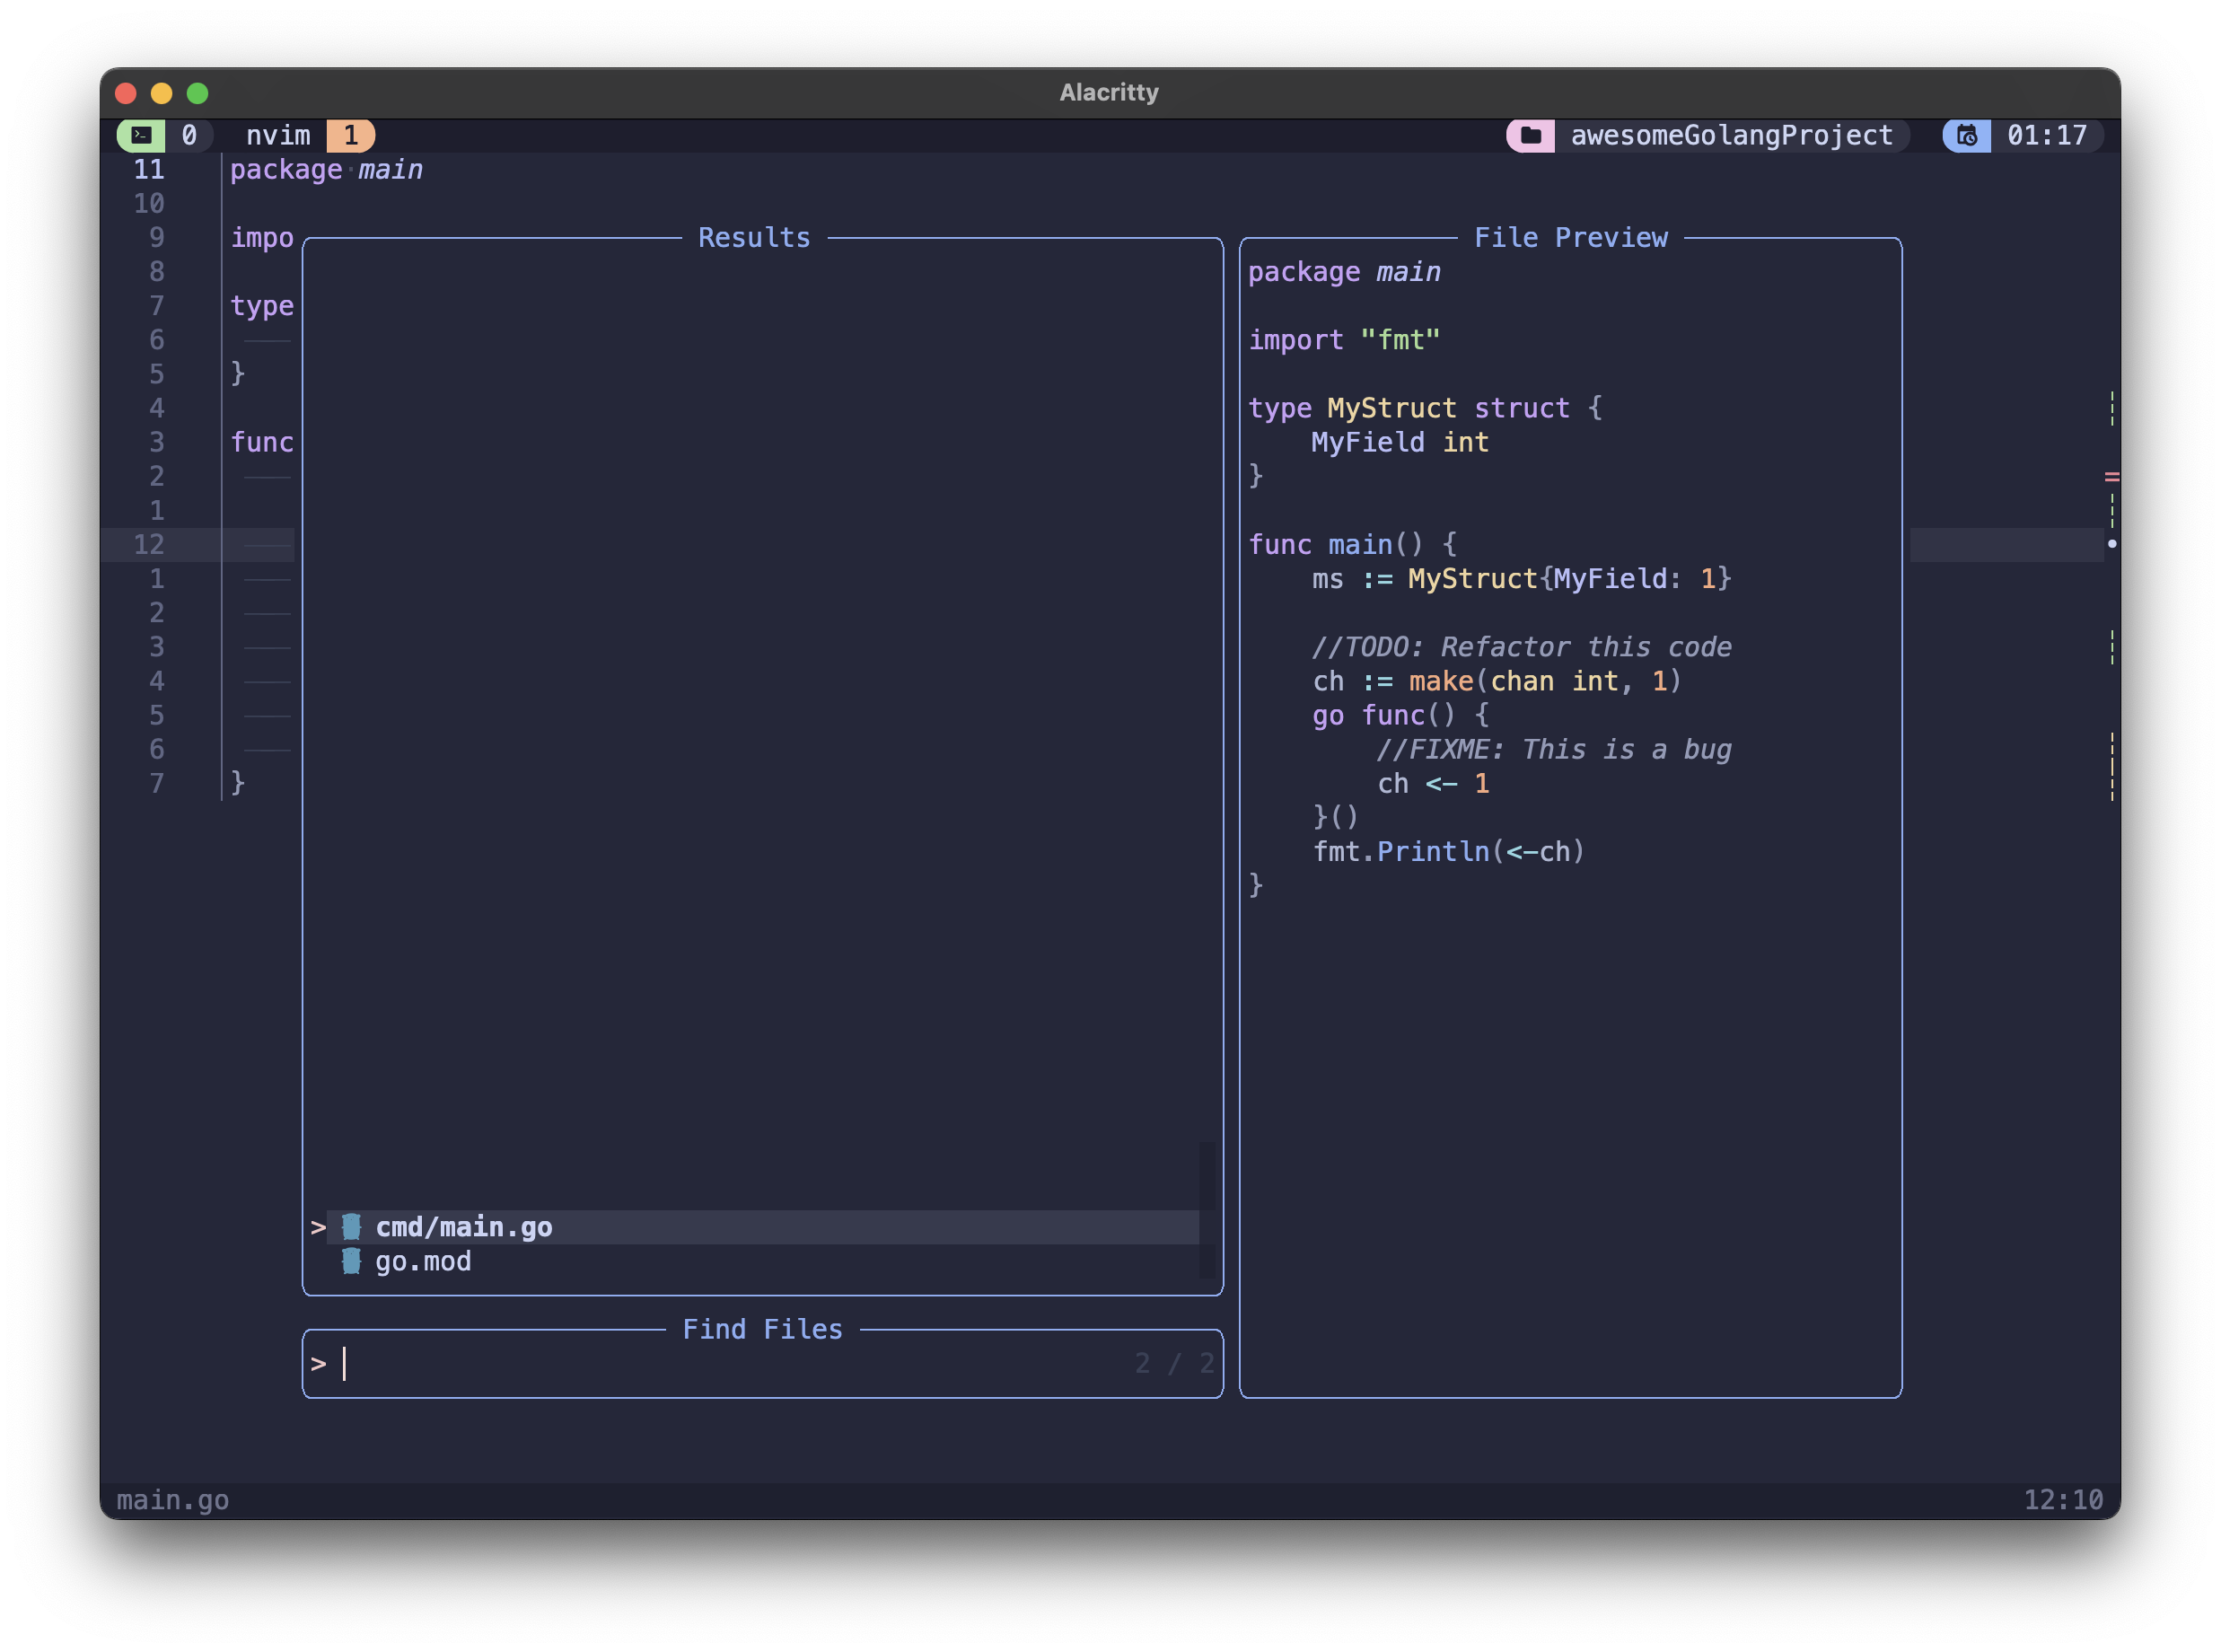 Alacritty
0 nvim 1 awesomeGolangProject 01:17
11 package main
10
9 impo
8
7 type
6
5 }
4
3 func
2
1
12
1
2
3
4
5
6
7 }
Results
> cmd/main.go
go.mod
Find Files
> 2 / 2
File Preview
package main
import "fmt"
type MyStruct struct {
    MyField int
}
func main() {
    ms := MyStruct{MyField: 1}
    //TODO: Refactor this code
    ch := make(chan int, 1)
    go func() {
        //FIXME: This is a bug
        ch <- 1
    }()
    fmt.Println(<-ch)
}
main.go 12:10